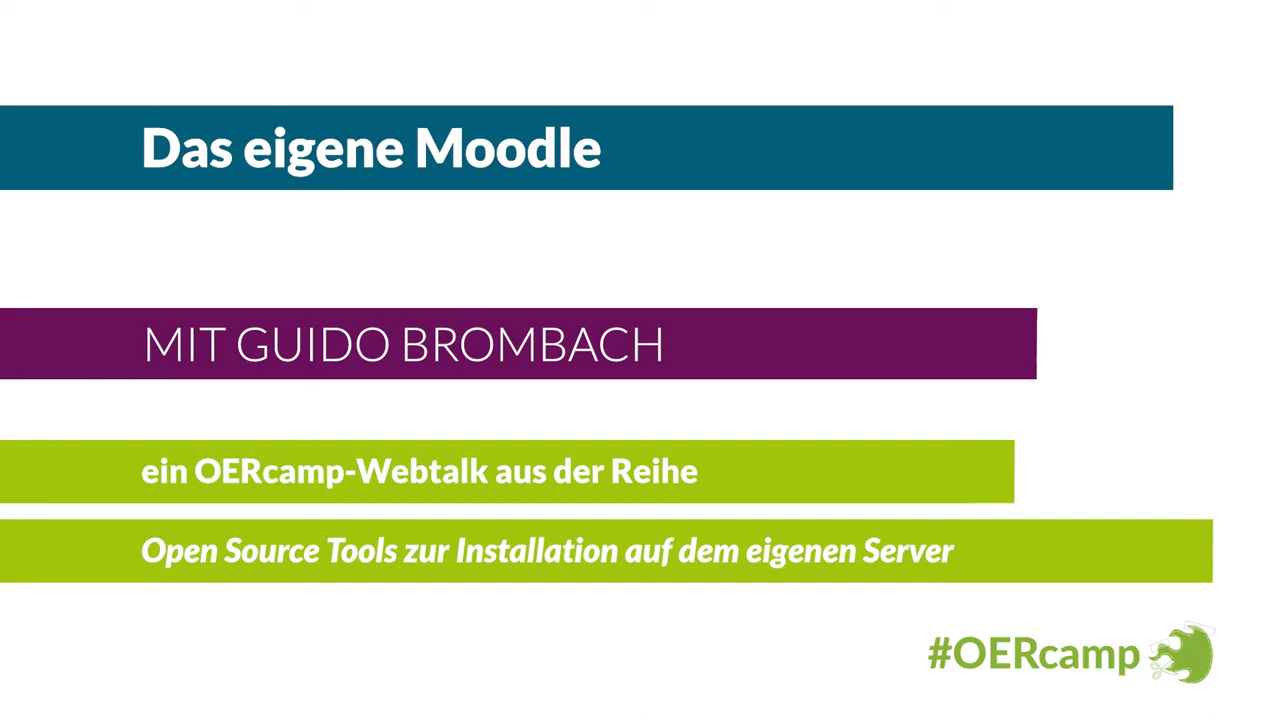 Das eigene Moodle
MIT GUIDO BROMBACH
ein OERcamp-Webtalk aus der Reihe
Open Source Tools zur Installation auf dem eigenen Server
#OERcamp